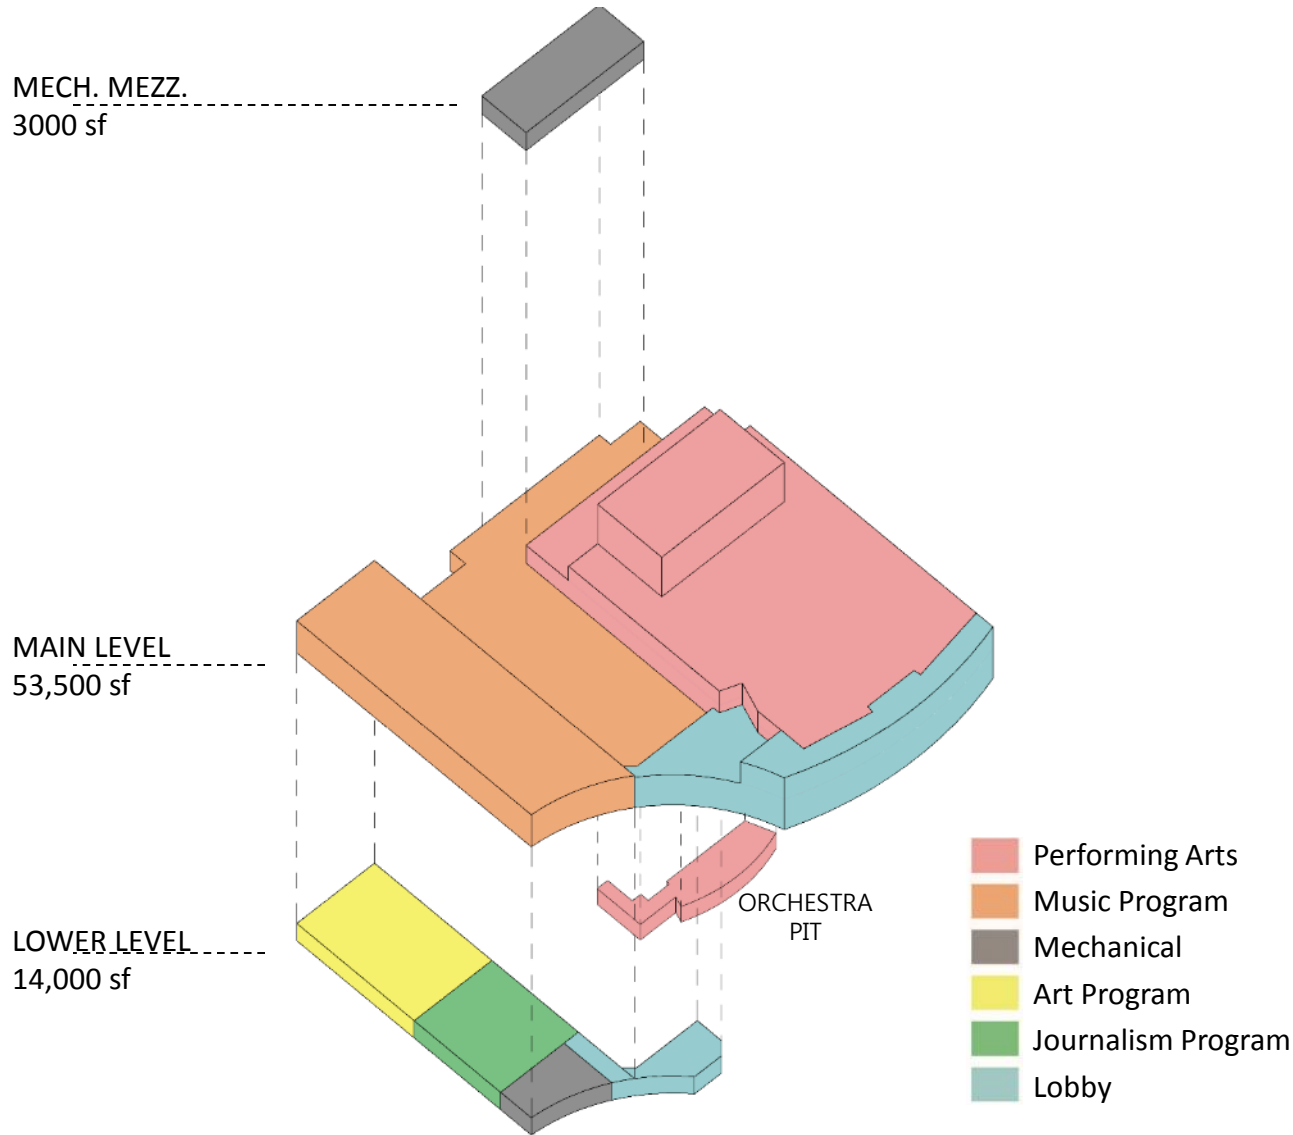 MECH. MEZZ.
3000 sf
MAIN LEVEL
53,500 sf
ORCHESTRA
PIT
LOWER LEVEL
14,000 sf
Performing Arts
Music Program
Mechanical
Art Program
Journalism Program
Lobby